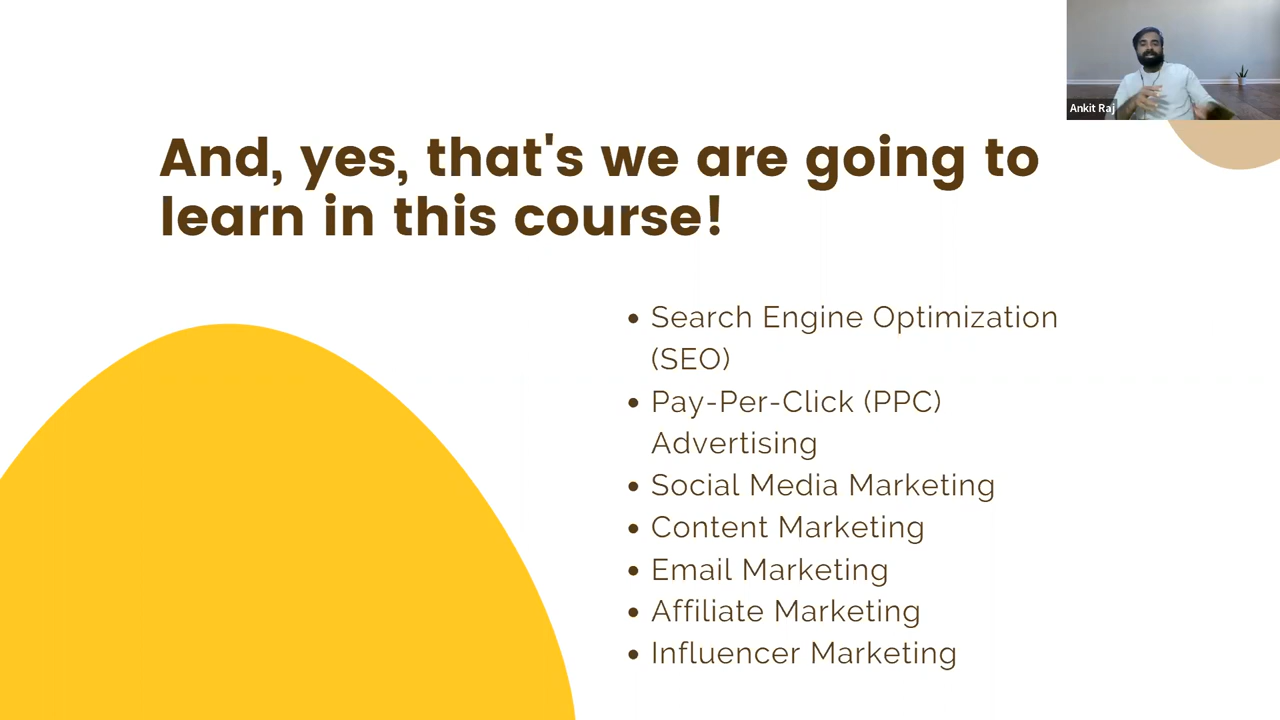 Ankit Raj
And, yes, that's we are going to
learn in this course!
• Search Engine Optimization
(SEO)
• Pay-Per-Click (PPC)
Advertising
• Social Media Marketing
• Content Marketing
• Email Marketing
• Affiliate Marketing
• Influencer Marketing